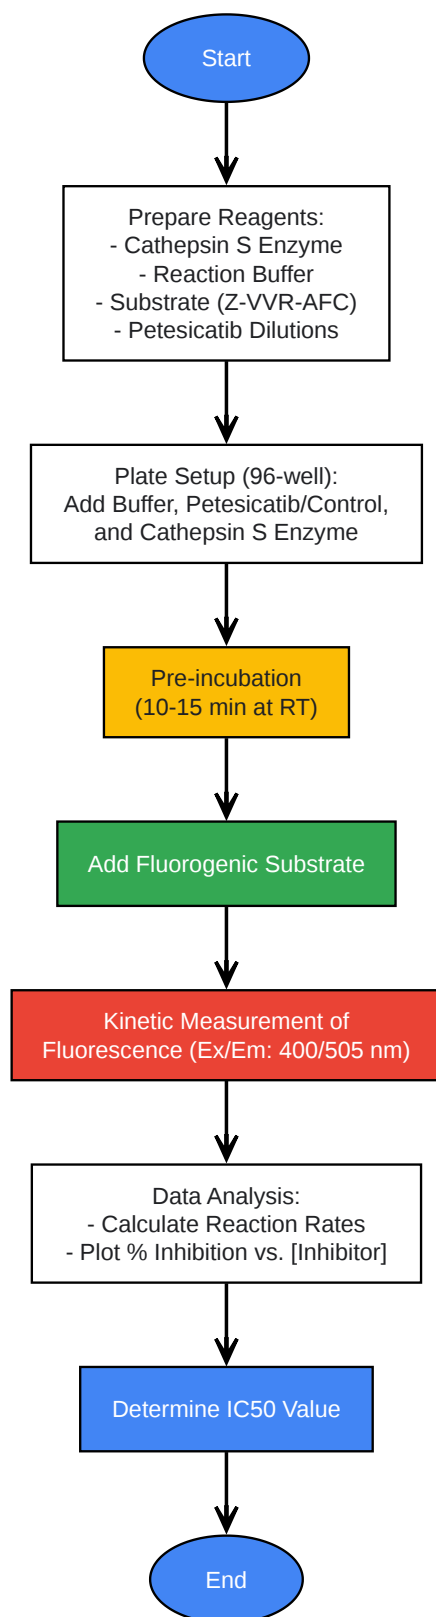 Start
Prepare Reagents:
- Cathepsin S Enzyme
- Reaction Buffer
- Substrate (Z-VVR-AFC)
- Petesicatib Dilutions
Plate Setup (96-well):
Add Buffer, Petesicatib/Control,
and Cathepsin S Enzyme
Pre-incubation
(10-15 min at RT)
Add Fluorogenic Substrate
Kinetic Measurement of
Fluorescence (Ex/Em: 400/505 nm)
Data Analysis:
- Calculate Reaction Rates
- Plot % Inhibition vs. [Inhibitor]
Determine IC50 Value
End